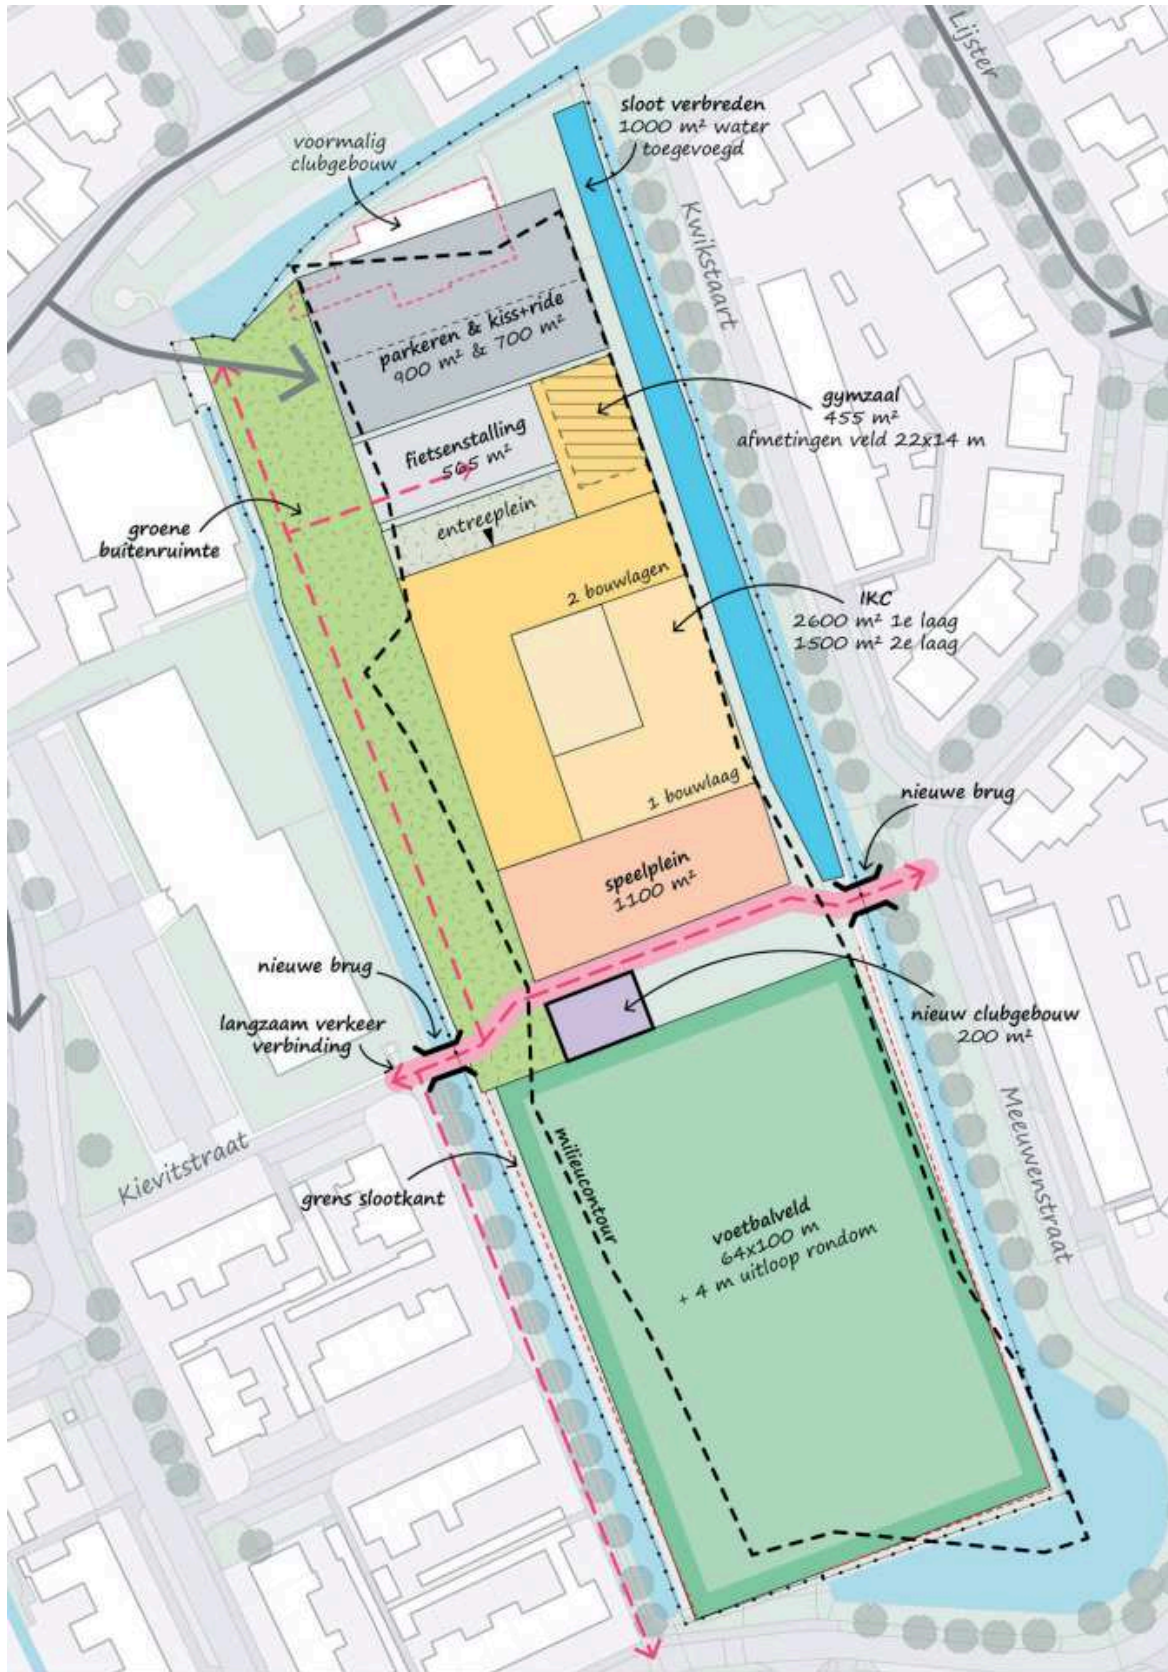 Lijster
sloot verbreden
1000 m² water
toegevoegd
voormalig
clubgebouw
Kwikstaart
parkeren & kiss+ride
900 m² & 700 m²
gymzaal
455 m²
afmetingen veld 22x14 m
fietsenstalling
565 m²
entreeplein
groene
buitenruimte
2 bouwlagen
IKC
2600 m² 1e laag
1500 m² 2e laag
1 bouwlaag
nieuwe brug
speelplein
1100 m²
nieuwe brug
langzaam verkeer
verbinding
nieuw clubgebouw
200 m²
Kievitstraat
grens slootkant
milieucontour
Meeuwenstraat
voetbalveld
64x100 m
+ 4 m uitloop rondom